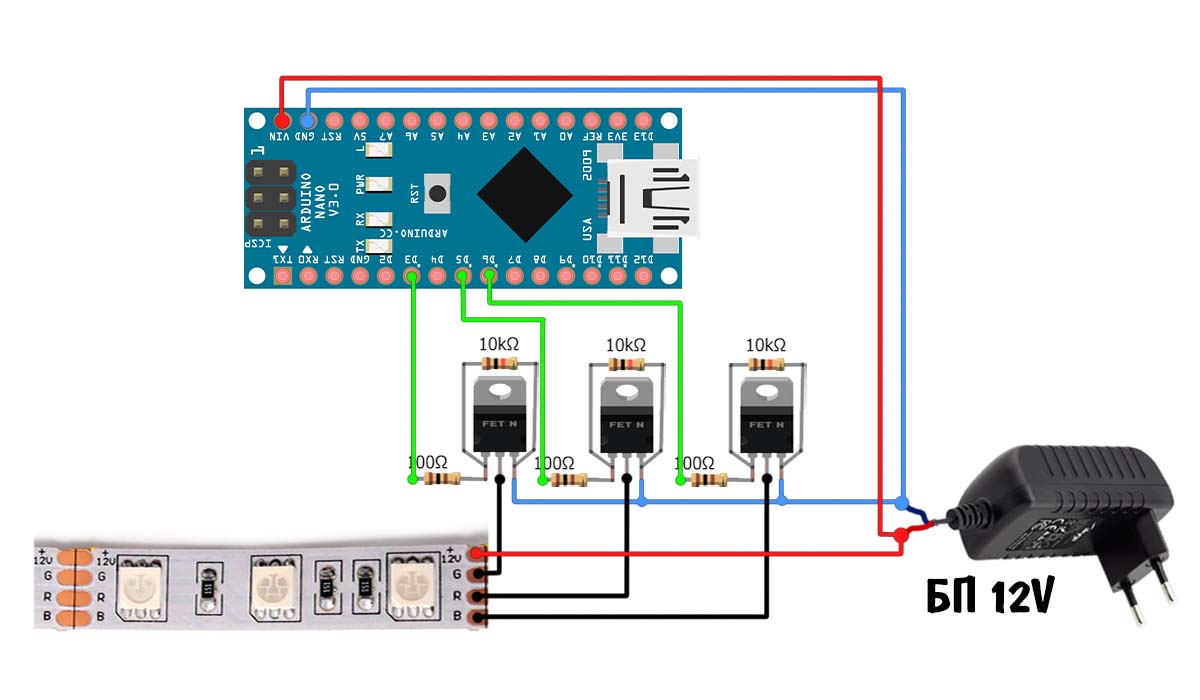 VIN GND RST 5V A7 A6 A5 A4 A3 A2 A1 A0 REF 3V3 D13
1
L
PWR
RX
TX
ARDUINO
NANO
V3.0
RST
ARDUINO.CC
ICSP
USA
TX1 RX0 RST GND D2 D3 D4 D5 D6 D7 D8 D9 D10 D11 D12
10kΩ 10kΩ 10kΩ
FET N FET N FET N
100Ω 100Ω 100Ω
+
12V
G
R
B
+
12V
G
R
B
151 151 151
+
12V
G
R
B
БП 12V